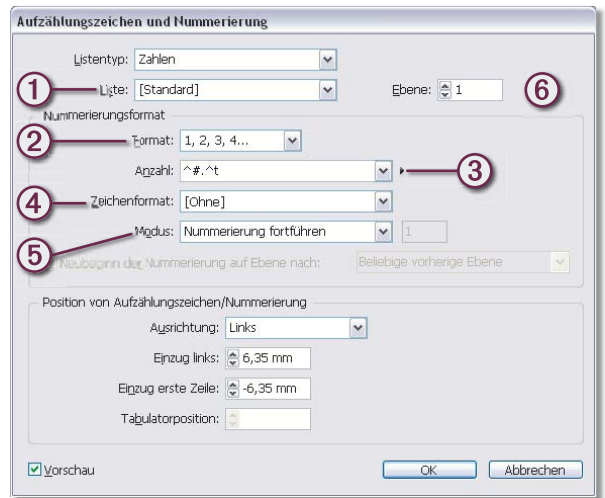 Aufzählungszeichen und Nummerierung
Listentyp: Zahlen
1 Liste: [Standard] Ebene: 1 6
Nummerierungsformat
2 Format: 1, 2, 3, 4...
Anzahl: ^#.^t 3
4 Zeichenformat: [Ohne]
Modus: Nummerierung fortführen 1
5
Neubeginn der Nummerierung auf Ebene nach: Beliebige vorherige Ebene
Position von Aufzählungszeichen/Nummerierung
Ausrichtung: Links
Einzug links: 6,35 mm
Einzug erste Zeile: -6,35 mm
Tabulatorposition:
Vorschau OK Abbrechen